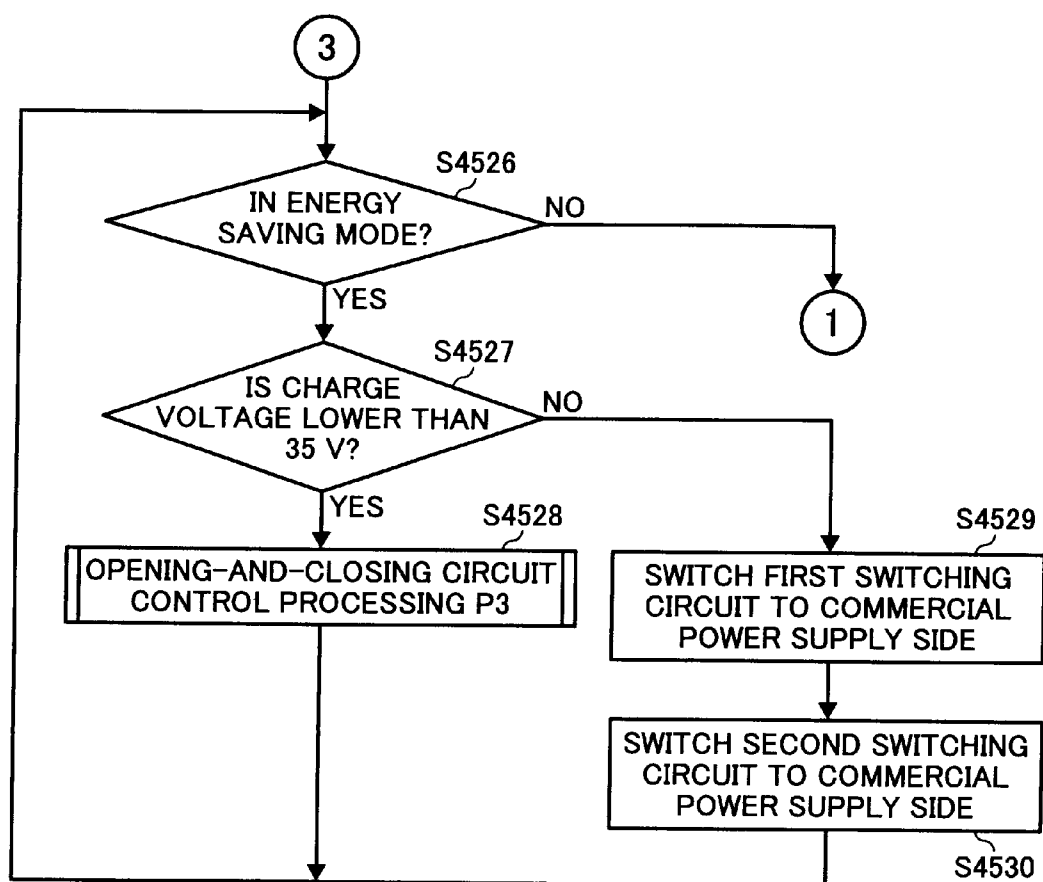 3
S4526
IN ENERGY
SAVING MODE?
NO
YES
1
S4527
IS CHARGE
VOLTAGE LOWER THAN
35 V?
NO
YES
S4528
OPENING-AND-CLOSING CIRCUIT
CONTROL PROCESSING P3
S4529
SWITCH FIRST SWITCHING
CIRCUIT TO COMMERCIAL
POWER SUPPLY SIDE
SWITCH SECOND SWITCHING
CIRCUIT TO COMMERCIAL
POWER SUPPLY SIDE
S4530